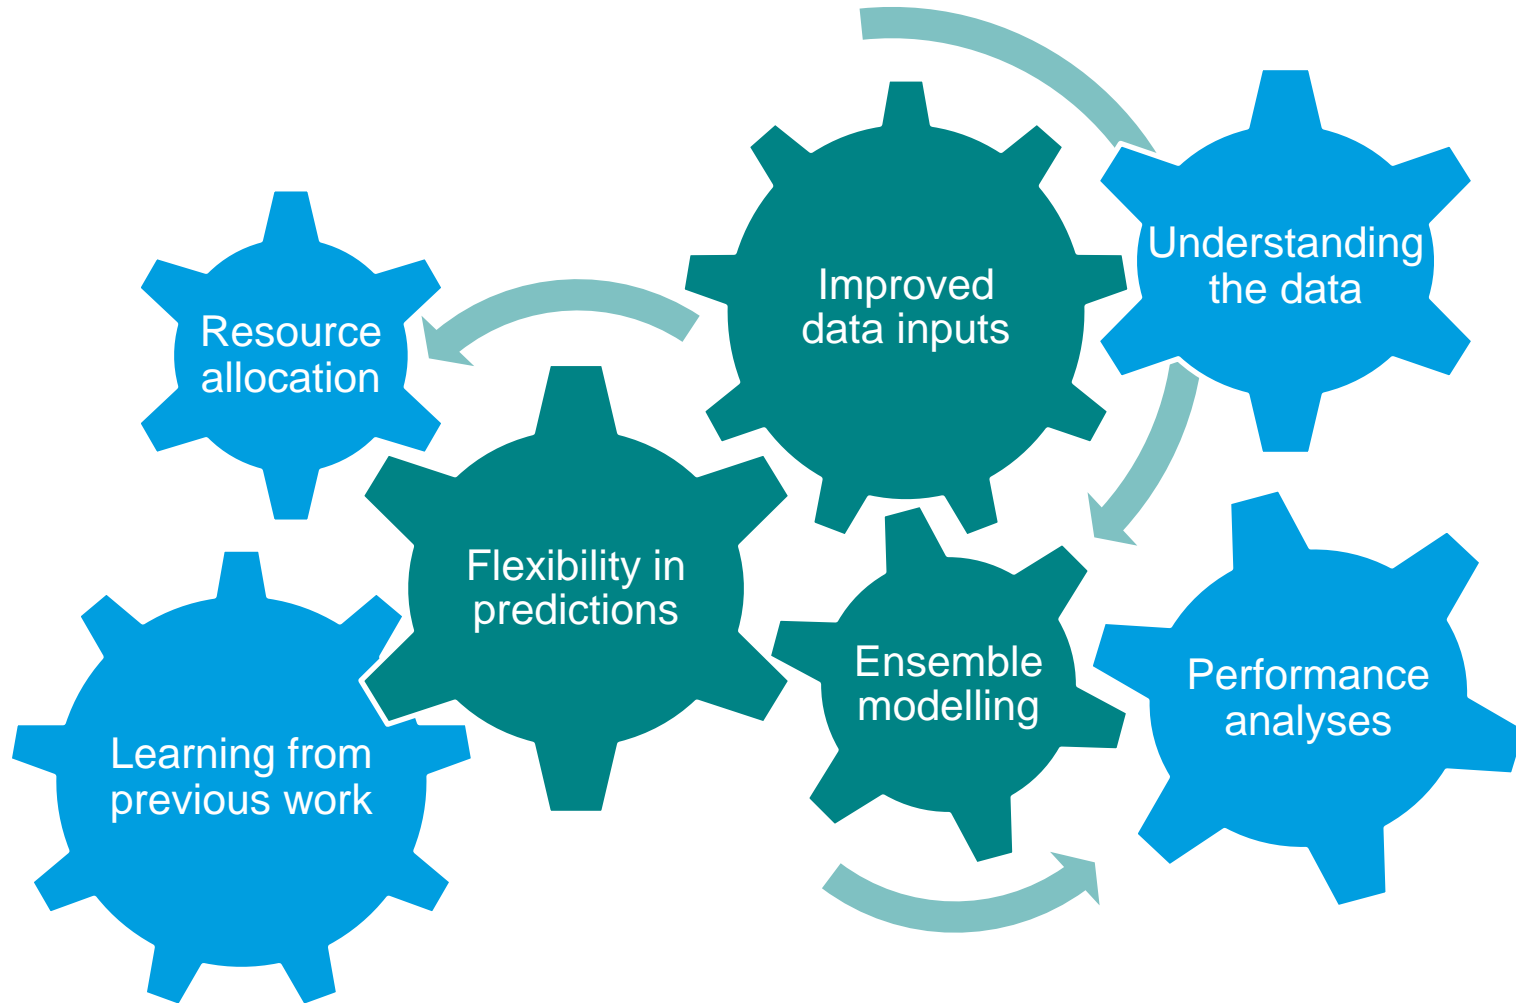 Improved
data inputs
Understanding
the data
Resource
allocation
Flexibility in
predictions
Ensemble
modelling
Performance
analyses
Learning from
previous work